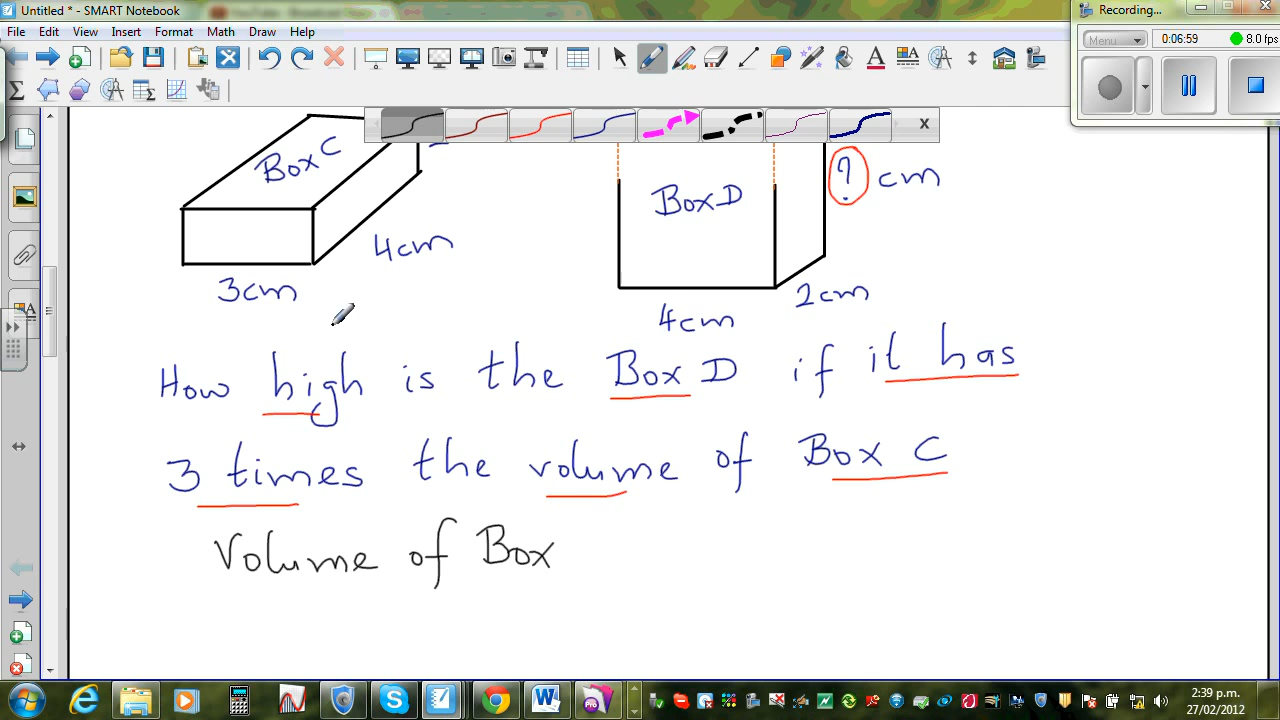 Untitled * - SMART Notebook
File Edit View Insert Format Math Draw Help
Recording...
Menu
0:06:59
8.0 fps
x
Box C
4cm
3cm
Box D
? cm
2cm
4cm
How high is the Box D if it has
3 times the volume of Box C
Volume of Box
2:39 p.m.
27/02/2012